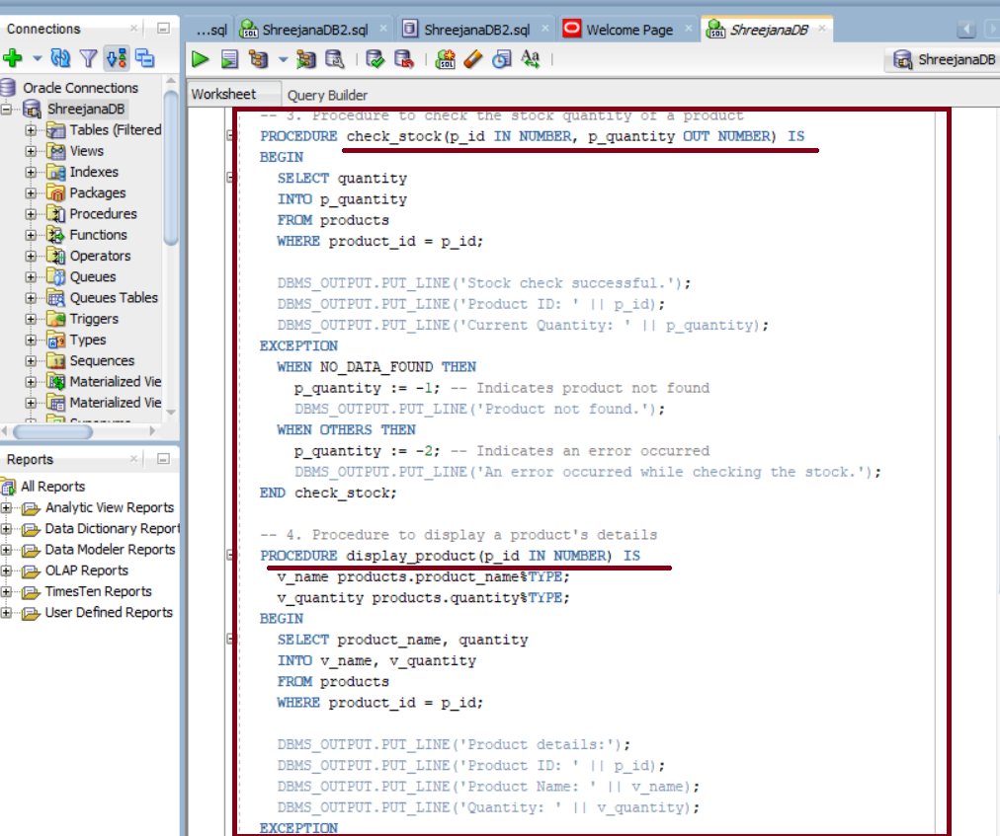 Connections
...sql
ShreejanaDB2.sql
ShreejanaDB2.sql
Welcome Page
ShreejanaDB
ShreejanaDB
Oracle Connections
ShreejanaDB
Tables (Filtered
Views
Indexes
Packages
Procedures
Functions
Operators
Queues
Queues Tables
Triggers
Types
Sequences
Materialized Vie
Materialized Vie
Reports
All Reports
Analytic View Reports
Data Dictionary Report
Data Modeler Reports
OLAP Reports
TimesTen Reports
User Defined Reports
Worksheet
Query Builder
-- 3. Procedure to check the stock quantity of a product
PROCEDURE check_stock(p_id IN NUMBER, p_quantity OUT NUMBER) IS
BEGIN
SELECT quantity
INTO p_quantity
FROM products
WHERE product_id = p_id;
DBMS_OUTPUT.PUT_LINE('Stock check successful.');
DBMS_OUTPUT.PUT_LINE('Product ID: ' || p_id);
DBMS_OUTPUT.PUT_LINE('Current Quantity: ' || p_quantity);
EXCEPTION
WHEN NO_DATA_FOUND THEN
p_quantity := -1; -- Indicates product not found
DBMS_OUTPUT.PUT_LINE('Product not found.');
WHEN OTHERS THEN
p_quantity := -2; -- Indicates an error occurred
DBMS_OUTPUT.PUT_LINE('An error occurred while checking the stock.');
END check_stock;
-- 4. Procedure to display a product's details
PROCEDURE display_product(p_id IN NUMBER) IS
v_name products.product_name%TYPE;
v_quantity products.quantity%TYPE;
BEGIN
SELECT product_name, quantity
INTO v_name, v_quantity
FROM products
WHERE product_id = p_id;
DBMS_OUTPUT.PUT_LINE('Product details:');
DBMS_OUTPUT.PUT_LINE('Product ID: ' || p_id);
DBMS_OUTPUT.PUT_LINE('Product Name: ' || v_name);
DBMS_OUTPUT.PUT_LINE('Quantity: ' || v_quantity);
EXCEPTION